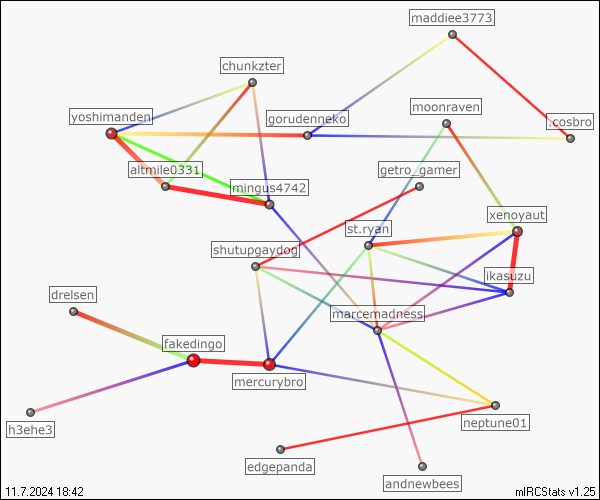 maddiee3773
chunkzter
moonraven
yoshimanden
gorudenneko
.cosbro
altmile0331
getro_gamer
mingus4742
xenoyaut
st.ryan
shutupgaydog
ikasuzu
drelsen
marcemadness
fakedingo
mercurybro
h3ehe3
neptune01
edgepanda
andnewbees
11.7.2024 18:42
mIRCStats v1.25